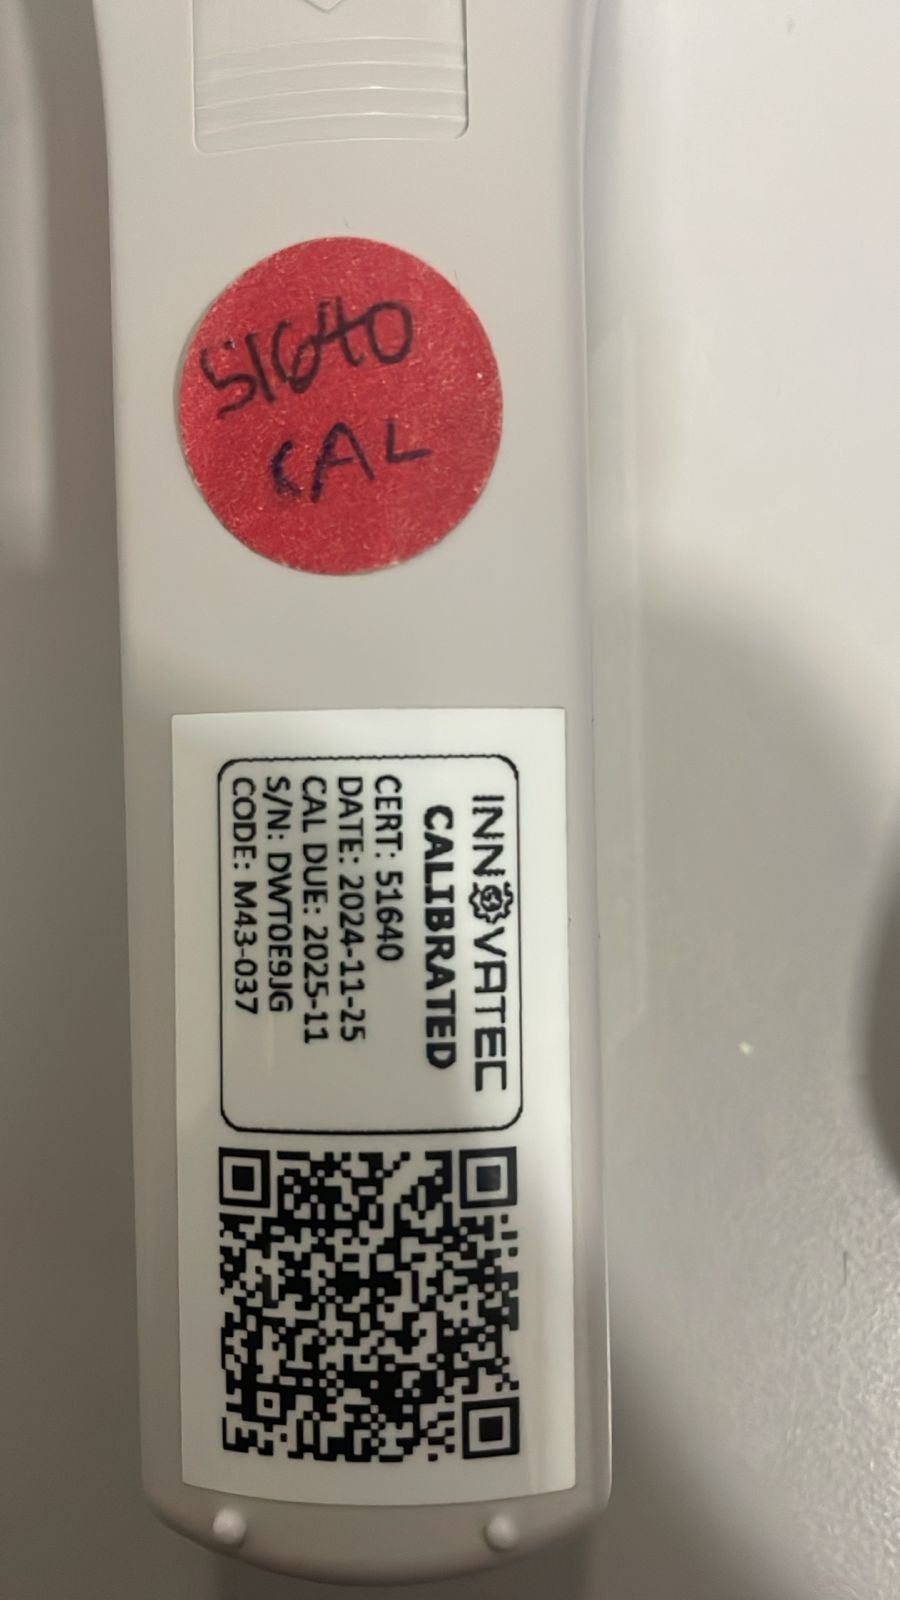 51640
CAL
INNOVATEC
CALIBRATED
CERT: 51640
DATE: 2024-11-25
CAL DUE: 2025-11
S/N: DWT0E9JG
CODE: M43-037